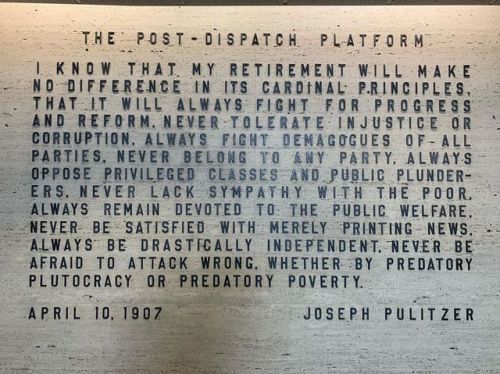 THE POST-DISPATCH PLATFORM
I KNOW THAT MY RETIREMENT WILL MAKE
NO DIFFERENCE IN ITS CARDINAL PRINCIPLES,
THAT IT WILL ALWAYS FIGHT FOR PROGRESS
AND REFORM, NEVER TOLERATE INJUSTICE OR
CORRUPTION, ALWAYS FIGHT DEMAGOGUES OF ALL
PARTIES, NEVER BELONG TO ANY PARTY, ALWAYS
OPPOSE PRIVILEGED CLASSES AND PUBLIC PLUNDER-
ERS, NEVER LACK SYMPATHY WITH THE POOR,
ALWAYS REMAIN DEVOTED TO THE PUBLIC WELFARE,
NEVER BE SATISFIED WITH MERELY PRINTING NEWS,
ALWAYS BE DRASTICALLY INDEPENDENT, NEVER BE
AFRAID TO ATTACK WRONG, WHETHER BY PREDATORY
PLUTOCRACY OR PREDATORY POVERTY.
APRIL 10, 1907 JOSEPH PULITZER